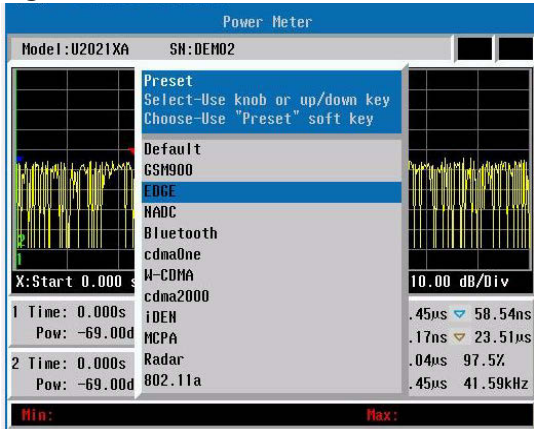 Power Meter
Model:U2021XA SN:DEMO2
Preset
Select-Use knob or up/down key
Choose-Use "Preset" soft key
Default
GSM900
EDGE
NADC
Bluetooth
cdmaOne
W-CDMA
cdma2000
iDEN
MCPA
Radar
802.11a
2
1
X:Start 0.000 s
10.00 dB/Div
1 Time: 0.000s .45µs 58.54ns
Pow: -69.00d .17ns 23.51µs
2 Time: 0.000s .04µs 97.5%
Pow: -69.00d .45µs 41.59kHz
Min: Max: